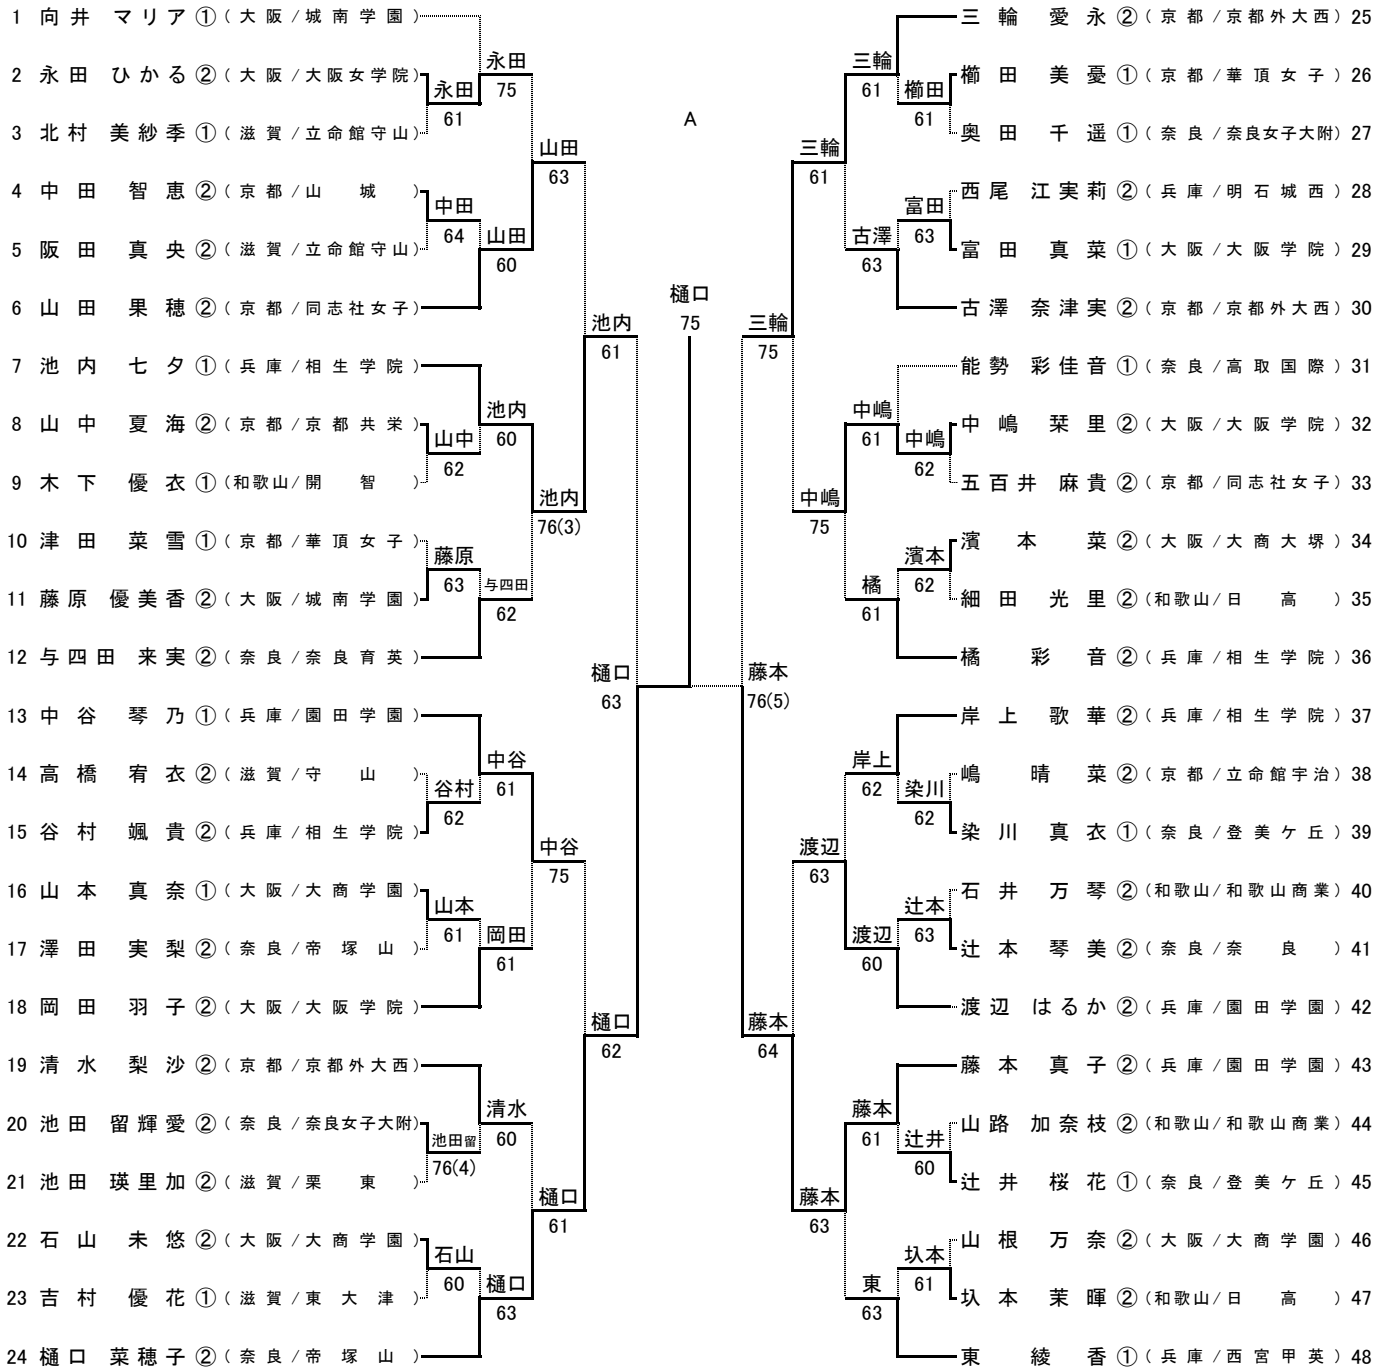 1 向井 マリア ① (大阪/城南学園)
2 永田 ひかる ② (大阪/大阪女学院)
3 北村 美紗季 ① (滋賀/立命館守山)
4 中田 智恵 ② (京都/山城)
5 阪田 真央 ② (滋賀/立命館守山)
6 山田 果穂 ② (京都/同志社女子)
7 池内 七夕 ① (兵庫/相生学院)
8 山中 夏海 ② (京都/京都共栄)
9 木下 優衣 ① (和歌山/開智)
10 津田 菜雪 ① (京都/華頂女子)
11 藤原 優美香 ② (大阪/城南学園)
12 与四田 来実 ② (奈良/奈良育英)
13 中谷 琴乃 ① (兵庫/園田学園)
14 高橋 宥衣 ② (滋賀/守山)
15 谷村 颯貴 ② (兵庫/相生学院)
16 山本 真奈 ① (大阪/大商学園)
17 澤田 実梨 ② (奈良/帝塚山)
18 岡田 羽子 ② (大阪/大阪学院)
19 清水 梨沙 ② (京都/京都外大西)
20 池田 留輝愛 ② (奈良/奈良女子大附)
21 池田 瑛里加 ② (滋賀/栗東)
22 石山 未悠 ② (大阪/大商学園)
23 吉村 優花 ① (滋賀/東大津)
24 樋口 菜穂子 ② (奈良/帝塚山)
永田
61
中田
64
山中
62
藤原
63
谷村
62
山本
61
池田留
76(4)
石山
60
永田
75
山田
60
池内
60
与四田
62
中谷
61
岡田
61
清水
60
樋口
63
山田
63
池内
76(3)
中谷
75
樋口
61
池内
61
樋口
62
樋口
63
A
樋口
75
藤本
76(5)
三輪
75
藤本
64
三輪
61
中嶋
75
渡辺
63
藤本
63
三輪
61
古澤
63
中嶋
61
橘
61
岸上
62
渡辺
60
藤本
61
東
63
櫛田
61
富田
63
中嶋
62
濱本
62
染川
62
辻本
63
辻井
60
圦本
61
三輪 愛永 ② (京都/京都外大西) 25
櫛田 美憂 ① (京都/華頂女子) 26
奥田 千遥 ① (奈良/奈良女子大附) 27
西尾 江実莉 ② (兵庫/明石城西) 28
富田 真菜 ① (大阪/大阪学院) 29
古澤 奈津実 ② (京都/京都外大西) 30
能勢 彩佳音 ① (奈良/高取国際) 31
中嶋 栞里 ② (大阪/大阪学院) 32
五百井 麻貴 ② (京都/同志社女子) 33
濱本 菜 ② (大阪/大商大堺) 34
細田 光里 ② (和歌山/日高) 35
橘 彩音 ② (兵庫/相生学院) 36
岸上 歌華 ② (兵庫/相生学院) 37
嶋 晴菜 ② (京都/立命館宇治) 38
染川 真衣 ① (奈良/登美ケ丘) 39
石井 万琴 ② (和歌山/和歌山商業) 40
辻本 琴美 ② (奈良/奈良) 41
渡辺 はるか ② (兵庫/園田学園) 42
藤本 真子 ② (兵庫/園田学園) 43
山路 加奈枝 ② (和歌山/和歌山商業) 44
辻井 桜花 ① (奈良/登美ケ丘) 45
山根 万奈 ② (大阪/大商学園) 46
圦本 茉暉 ② (和歌山/日高) 47
東 綾香 ① (兵庫/西宮甲英) 48